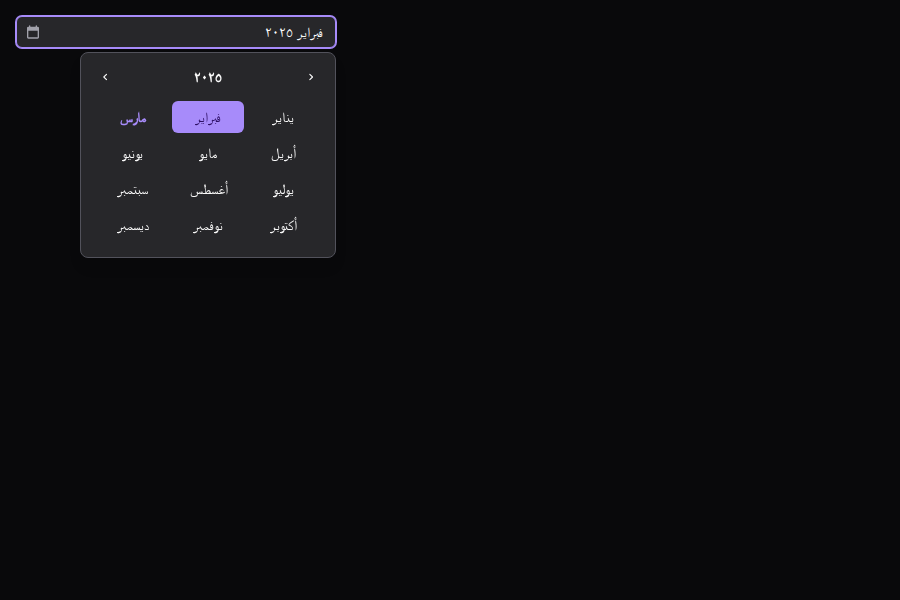 فبراير ٢٠٢٥
٢٠٢٥
يناير فبراير مارس
أبريل مايو يونيو
يوليو أغسطس سبتمبر
أكتوبر نوفمبر ديسمبر